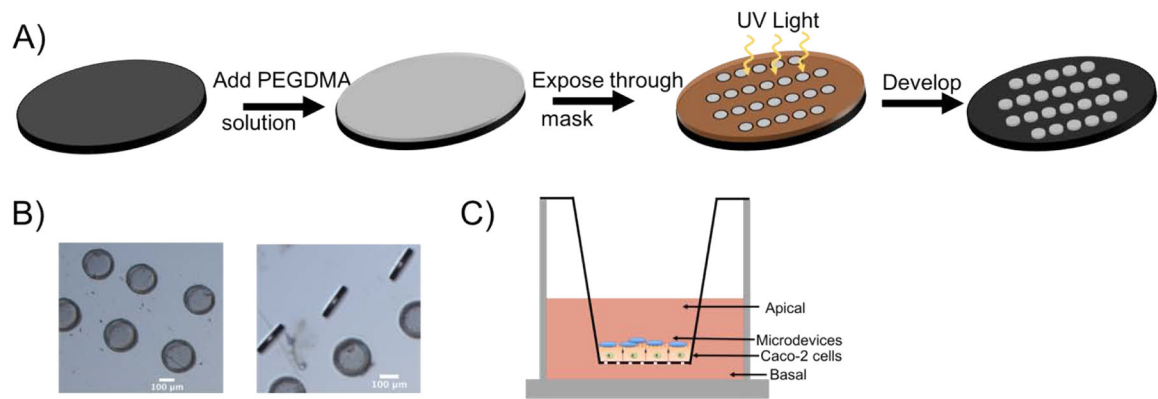 A)
Add PEGDMA
solution
Expose through
mask
UV Light
Develop
B)
100 µm
100 µm
C)
Apical
Microdevices
Caco-2 cells
Basal